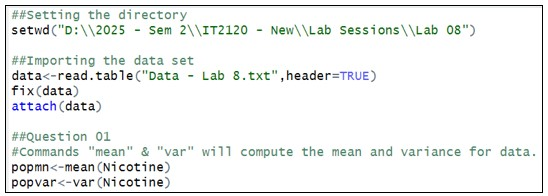 ##Setting the directory
setwd("D:\\2025 - Sem 2\\IT2120 - New\\Lab Sessions\\Lab 08")
##Importing the data set
data<-read.table("Data - Lab 8.txt",header=TRUE)
fix(data)
attach(data)
##Question 01
#Commands "mean" & "var" will compute the mean and variance for data.
popmn<-mean(Nicotine)
popvar<-var(Nicotine)